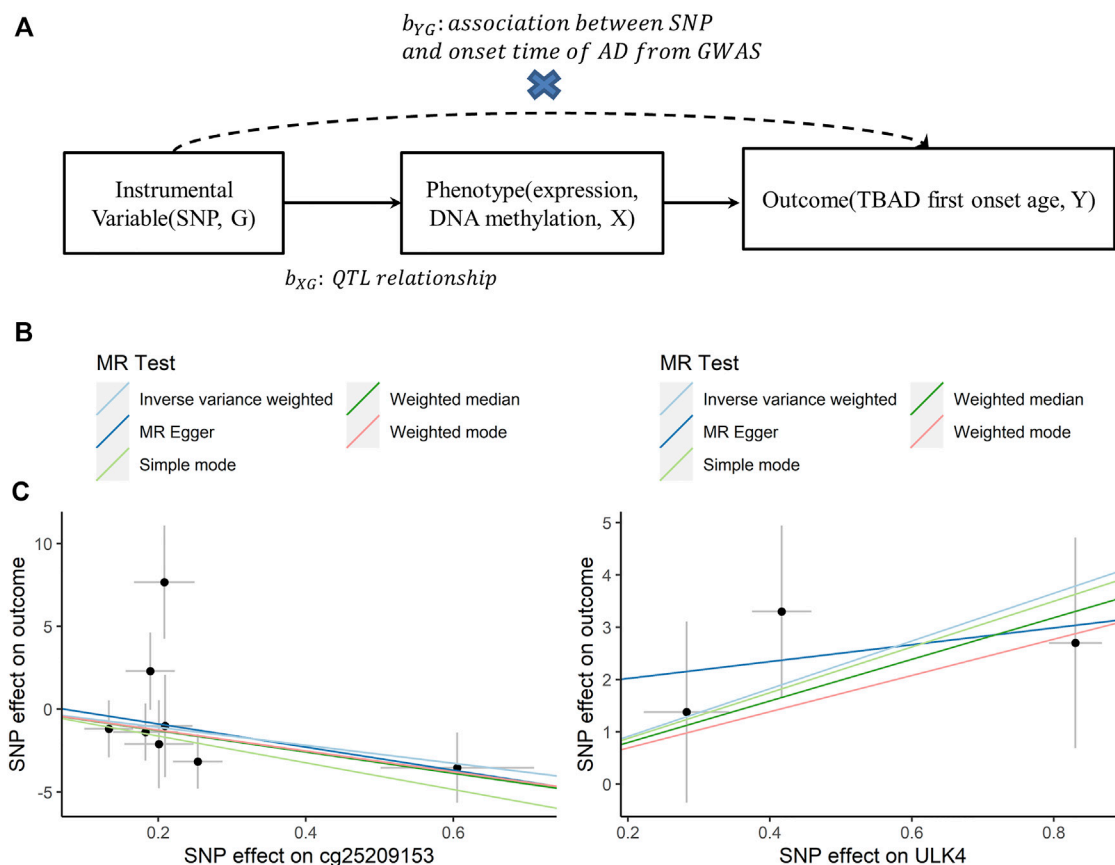 A
b_YG: association between SNP
and onset time of AD from GWAS
Instrumental
Variable(SNP, G)
Phenotype(expression,
DNA methylation, X)
Outcome(TBAD first onset age, Y)
b_XG: QTL relationship
B
MR Test
Inverse variance weighted
Weighted median
MR Egger
Weighted mode
Simple mode
MR Test
Inverse variance weighted
Weighted median
MR Egger
Weighted mode
Simple mode
C
SNP effect on outcome
10
5
0
-5
0.2
0.4
0.6
SNP effect on cg25209153
SNP effect on outcome
5
4
3
2
1
0
0.2
0.4
0.6
0.8
SNP effect on ULK4